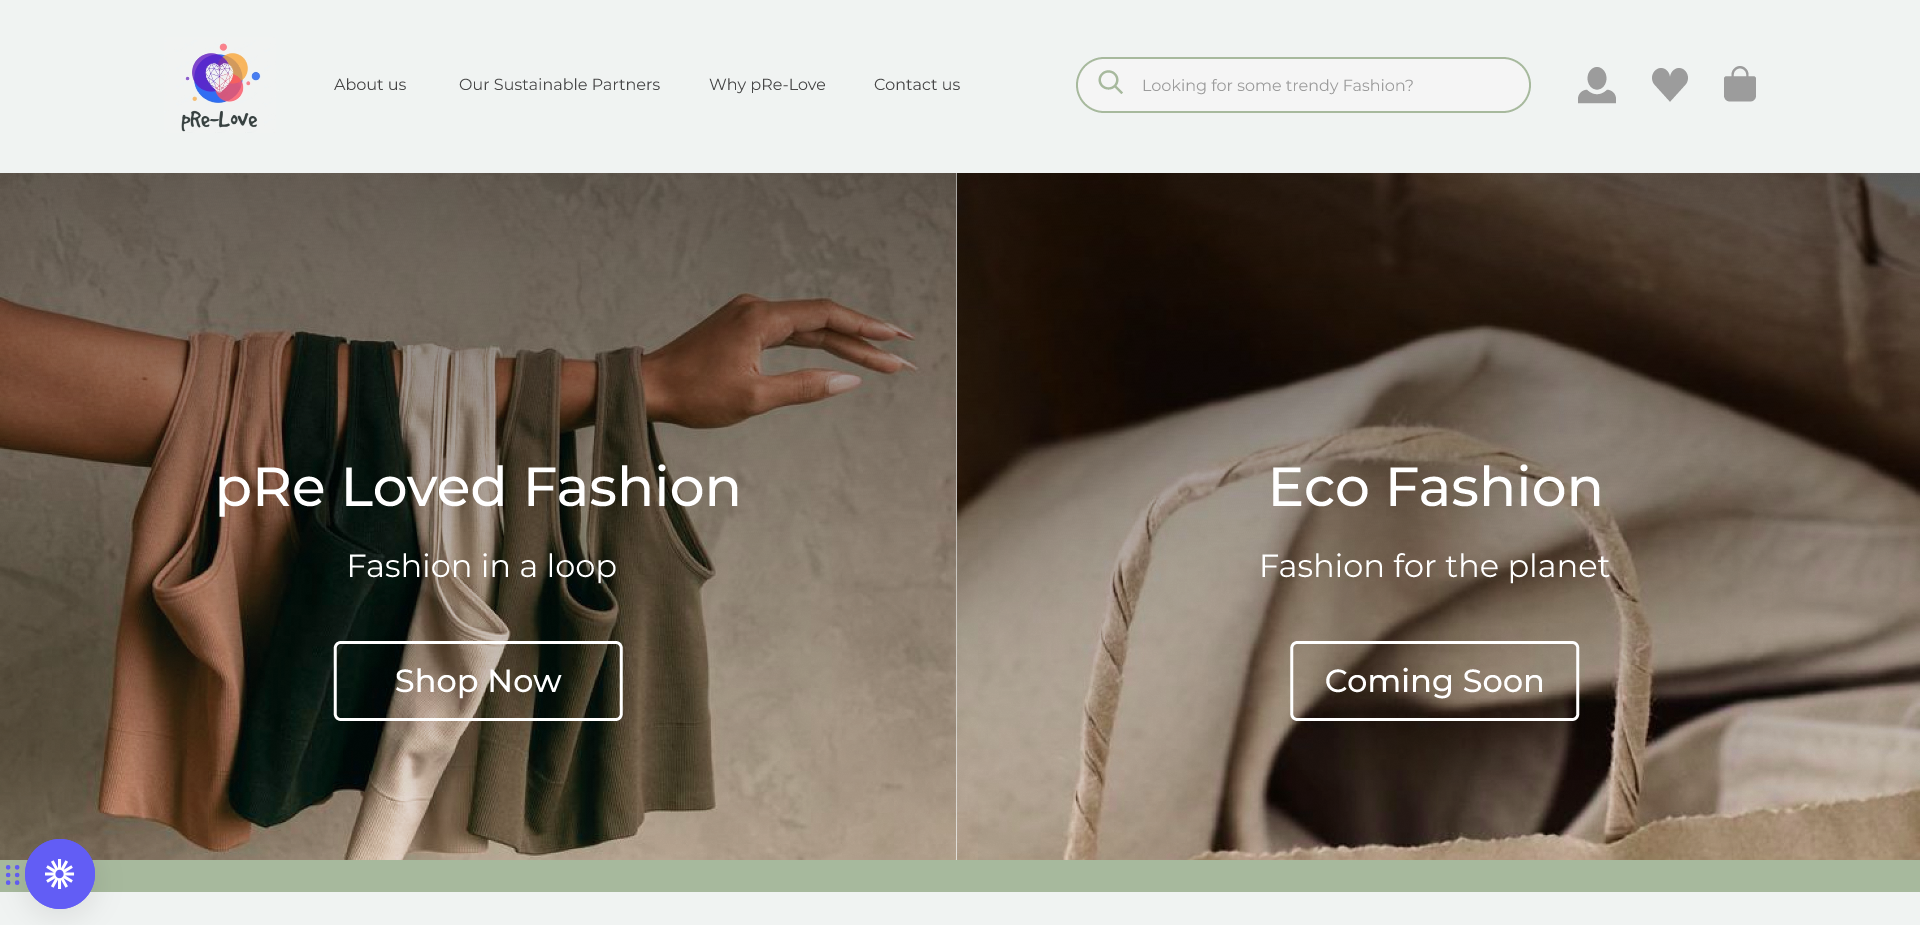 pRe-Love
About us
Our Sustainable Partners
Why pRe-Love
Contact us
Looking for some trendy Fashion?
pRe Loved Fashion
Fashion in a loop
Shop Now
Eco Fashion
Fashion for the planet
Coming Soon